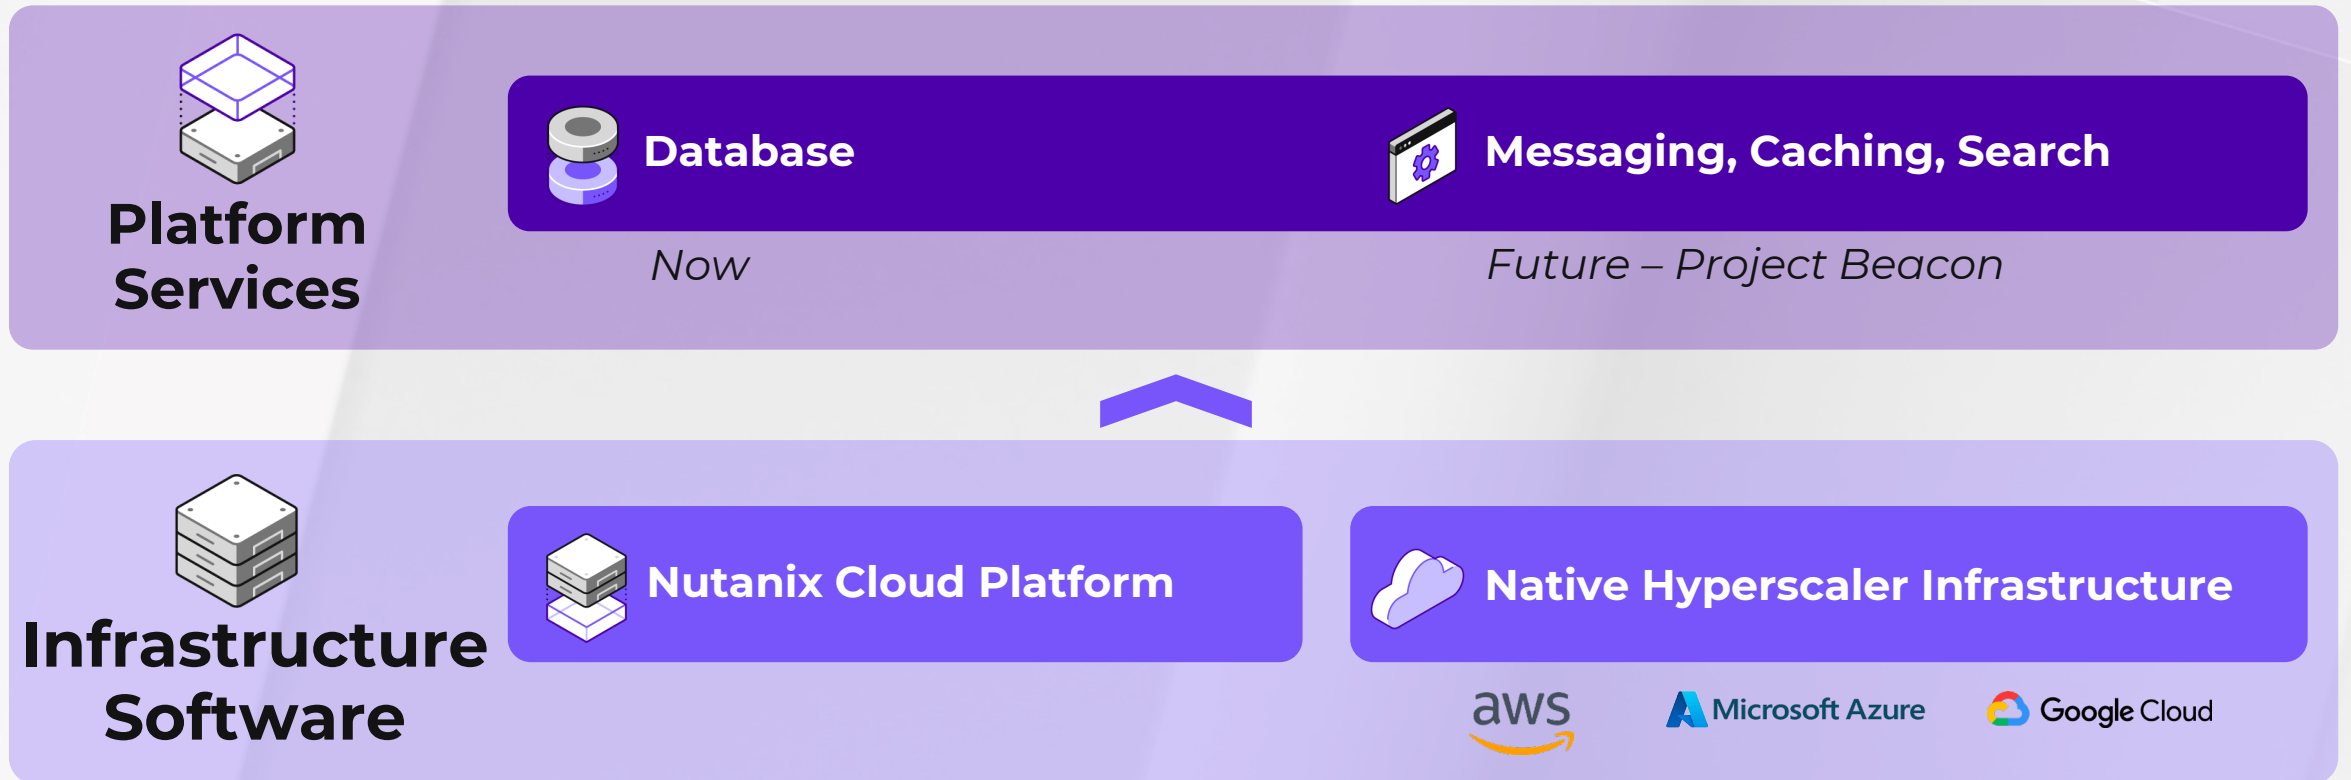 Platform
Services
Database
Messaging, Caching, Search
Now
Future – Project Beacon
Infrastructure
Software
Nutanix Cloud Platform
Native Hyperscaler Infrastructure
aws
Microsoft Azure
Google Cloud